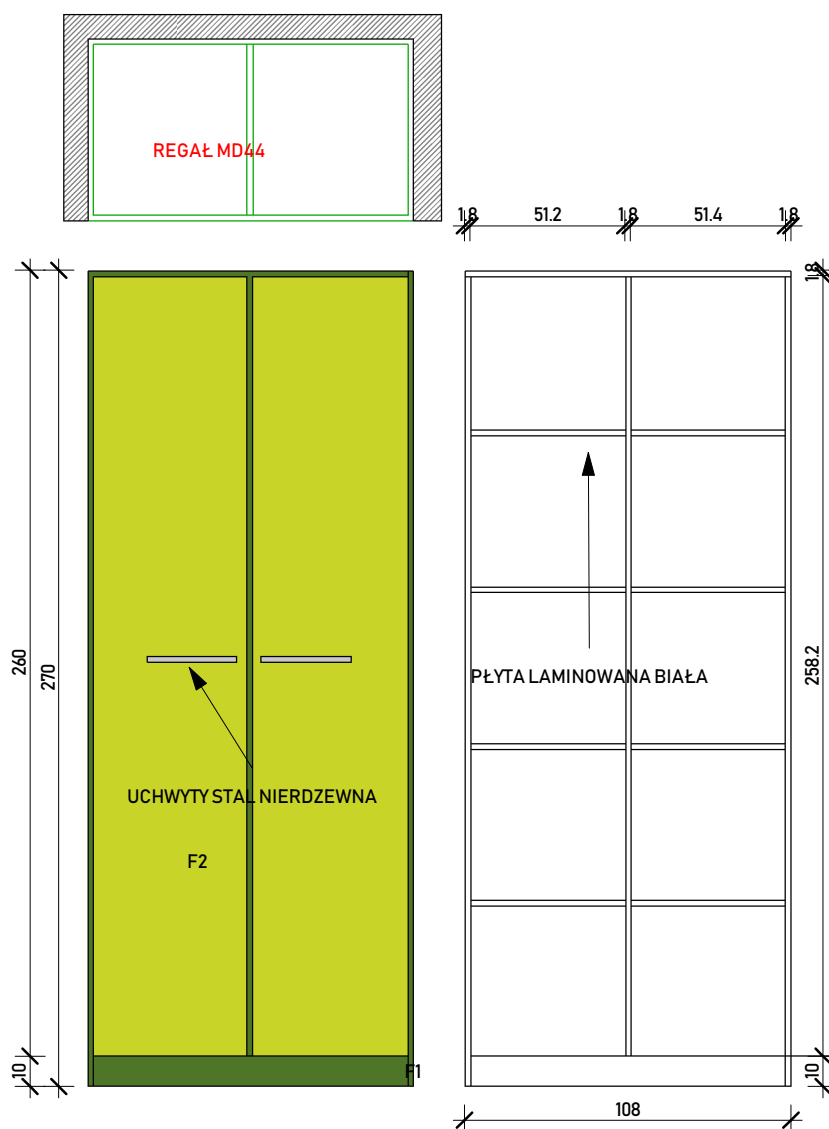 REGAŁ MD44
1.8
51.2
1.8
51.4
1.8
1.8
260
270
258.2
PŁYTA LAMINOWANA BIAŁA
UCHWYTY STAL NIERDZEWNA
F2
10
F1
10
108